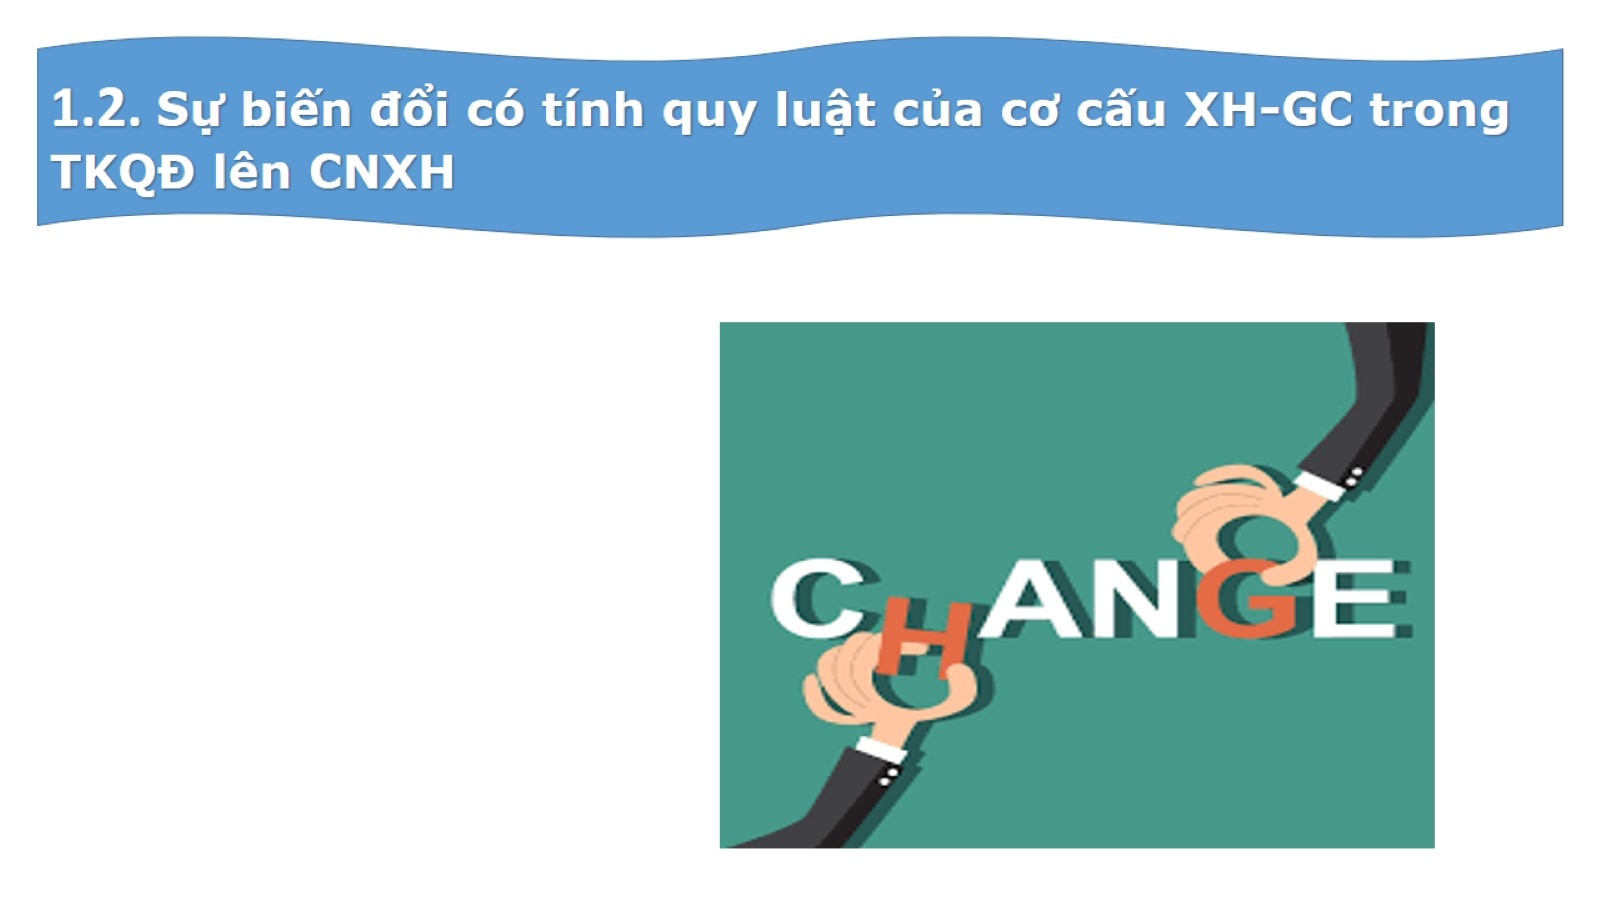 1.2. Sự biến đổi có tính quy luật của cơ cấu XH-GC trong
TKQĐ lên CNXH
CHANGE